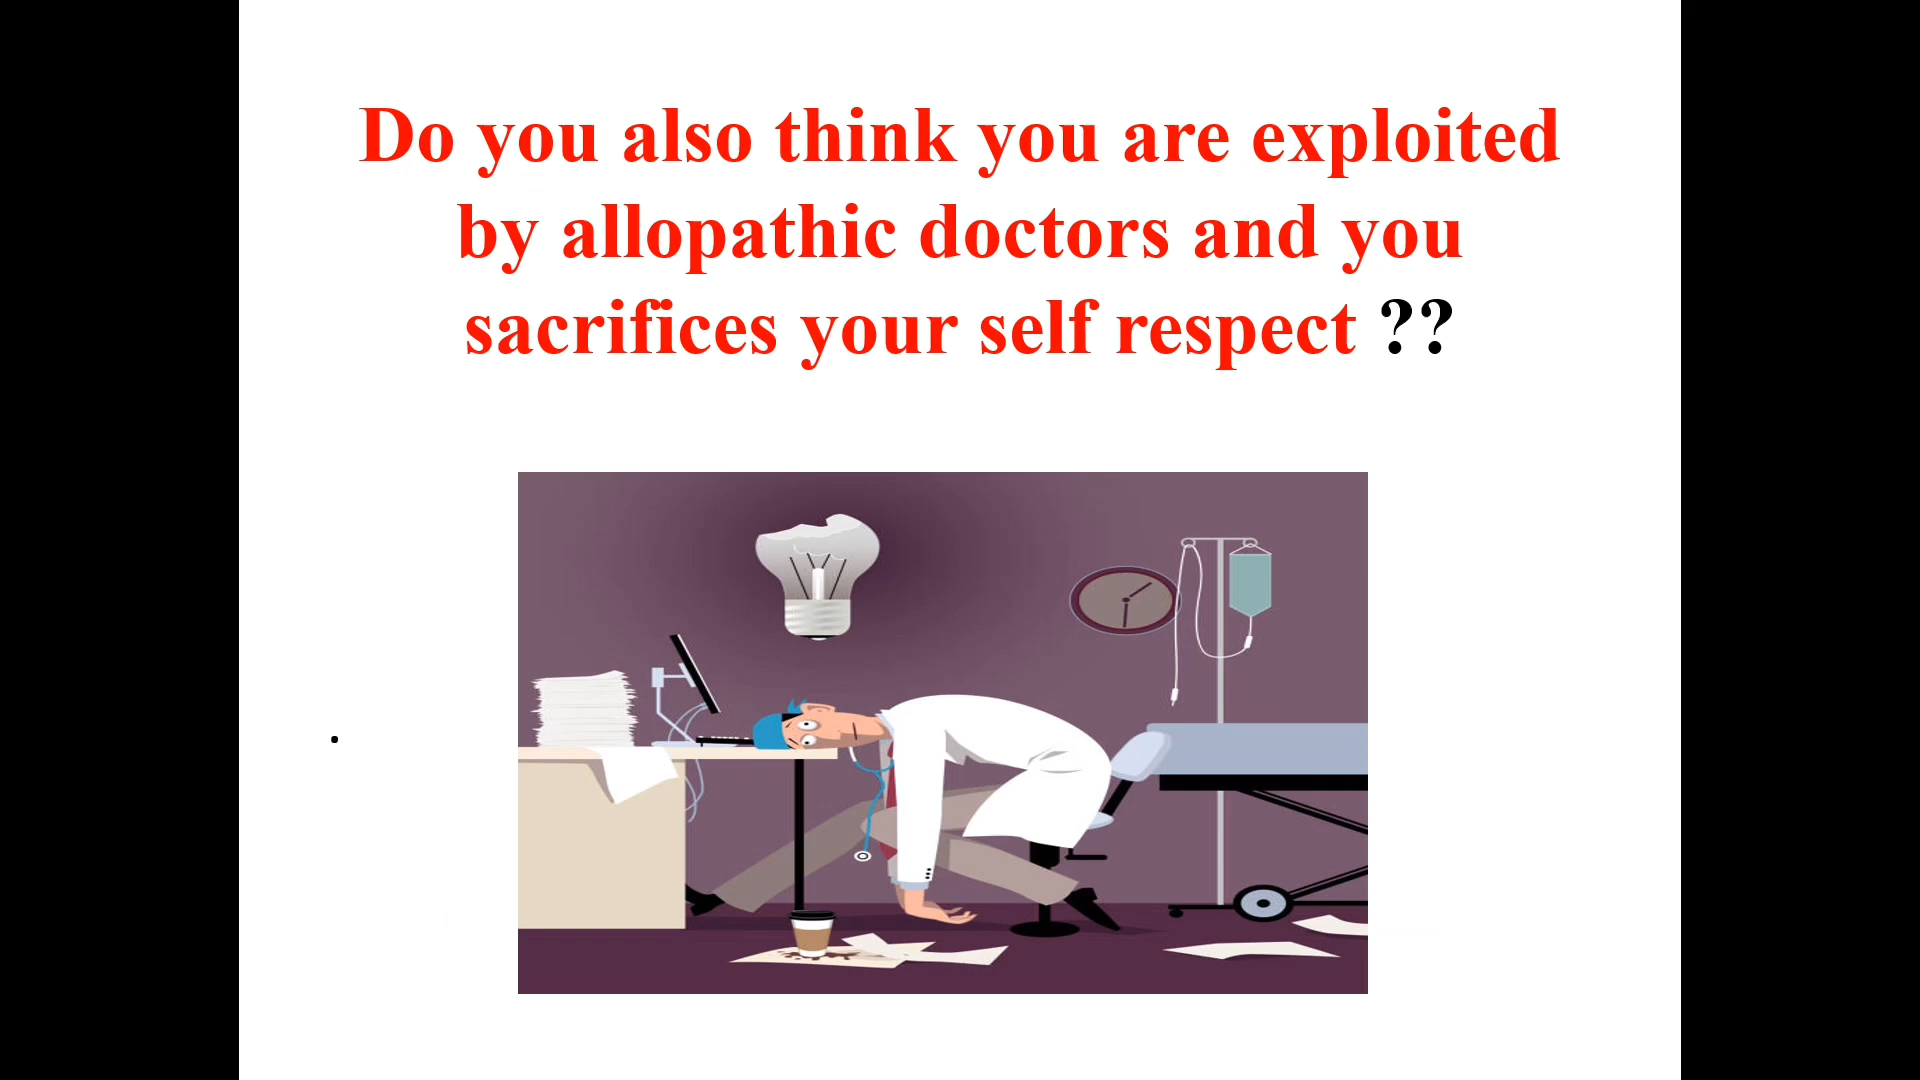 Do you also think you are exploited
by allopathic doctors and you
sacrifices your self respect ??
.